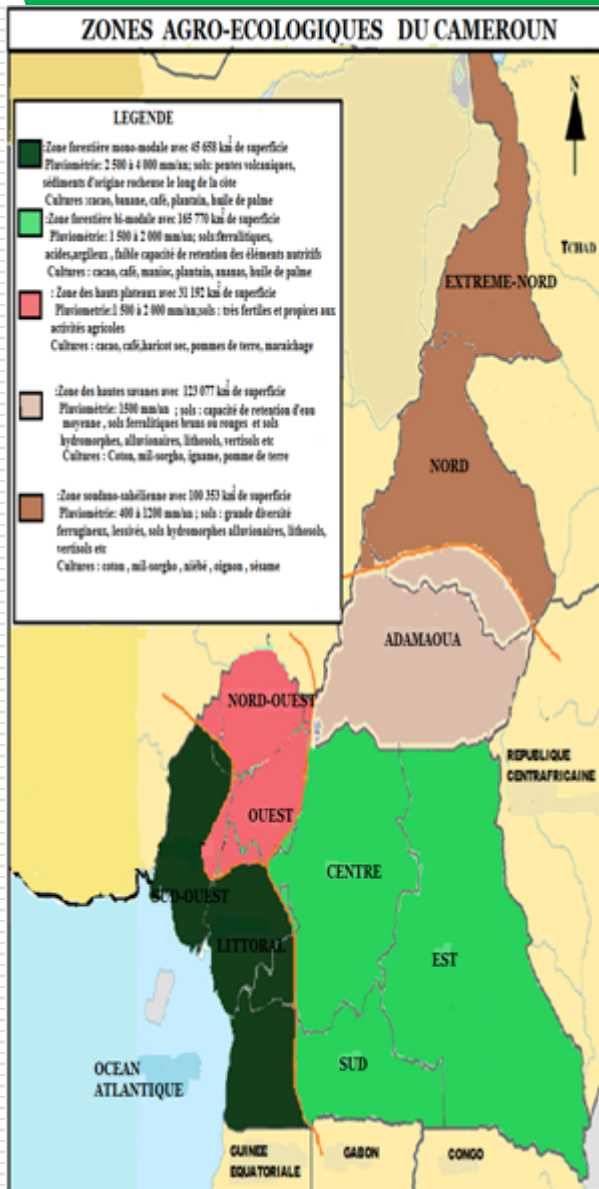 ZONES AGRO-ECOLOGIQUES DU CAMEROUN
LEGENDE
:Zone forestière mono-modale avec 45 658 km² de superficie
Pluviométrie: 2 500 à 4 000 mm/an; sols: pentes volcaniques,
sédiments d'origine rocheuse le long de la côte
Cultures :cacao, banane, café, plantain, huile de palme
:Zone forestière bi-modale avec 165 770 km² de superficie
Pluviométrie: 1 500 à 2 000 mm/an; sols:ferralitiques,
acides,argileux , faible capacité de retention des éléments nutritifs
Cultures : cacao, café, manioc, plantain, ananas, huile de palme
: Zone des hauts plateaux avec 31 192 km² de superficie
Pluviometrie:1 500 à 2 000 mm/an;sols : très fertiles et propices aux
activités agricoles
Cultures : cacao, café,haricot sec, pommes de terre, maraichage
:Zone des hautes savanes avec 123 077 km² de superficie
Pluviométrie: 1500 mm/an ; sols : capacité de retention d'eau
moyenne , sols ferralitiques bruns ou rouges et sols
hydromorphes, alluvionaires, lithosols, vertisols etc
Cultures : Coton, mil-sorgho, igname, pomme de terre
:Zone soudano-sahélienne avec 100 353 km² de superficie
Pluviométrie: 400 à 1200 mm/an ; sols : grande diversité
ferrugineux, lessivés, sols hydromorphes alluvionaires, lithosols,
vertisols etc
Cultures : coton , mil-sorgho , niébé , oignon , sésame
N
TCHAD
EXTREME-NORD
NORD
ADAMAOUA
NORD-OUEST
REPUBLIQUE
CENTRAFRICAINE
OUEST
CENTRE
SUD-OUEST
LITTORAL
EST
SUD
OCEAN
ATLANTIQUE
GUINEE
EQUATORIALE
GABON
CONGO